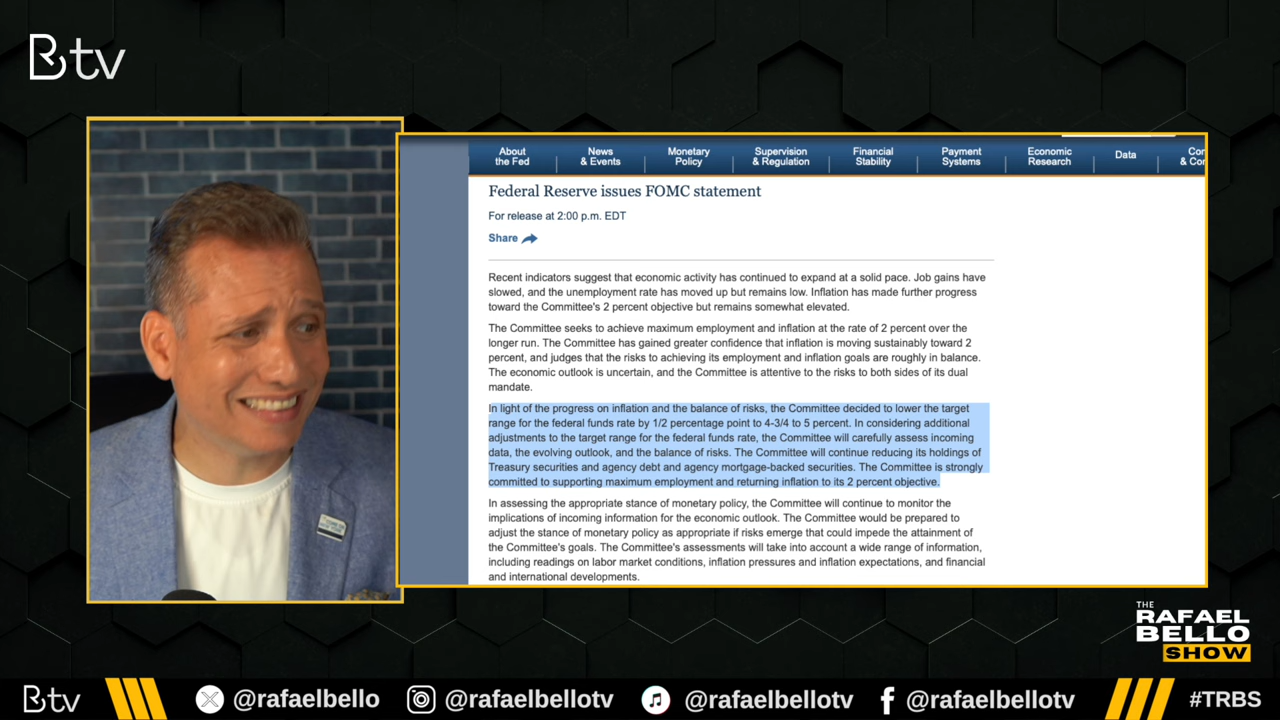 Btv
About
the Fed
News
& Events
Monetary
Policy
Supervision
& Regulation
Financial
Stability
Payment
Systems
Economic
Research
Data
Federal Reserve issues FOMC statement
For release at 2:00 p.m. EDT
Share
Recent indicators suggest that economic activity has continued to expand at a solid pace. Job gains have
slowed, and the unemployment rate has moved up but remains low. Inflation has made further progress
toward the Committee's 2 percent objective but remains somewhat elevated.
The Committee seeks to achieve maximum employment and inflation at the rate of 2 percent over the
longer run. The Committee has gained greater confidence that inflation is moving sustainably toward 2
percent, and judges that the risks to achieving its employment and inflation goals are roughly in balance.
The economic outlook is uncertain, and the Committee is attentive to the risks to both sides of its dual
mandate.
In light of the progress on inflation and the balance of risks, the Committee decided to lower the target
range for the federal funds rate by 1/2 percentage point to 4-3/4 to 5 percent. In considering additional
adjustments to the target range for the federal funds rate, the Committee will carefully assess incoming
data, the evolving outlook, and the balance of risks. The Committee will continue reducing its holdings of
Treasury securities and agency debt and agency mortgage-backed securities. The Committee is strongly
committed to supporting maximum employment and returning inflation to its 2 percent objective.
In assessing the appropriate stance of monetary policy, the Committee will continue to monitor the
implications of incoming information for the economic outlook. The Committee would be prepared to
adjust the stance of monetary policy as appropriate if risks emerge that could impede the attainment of
the Committee's goals. The Committee's assessments will take into account a wide range of information,
including readings on labor market conditions, inflation pressures and inflation expectations, and financial
and international developments.
THE
RAFAEL
BELLO
SHOW
Btv
@rafaelbello
@rafaelbellotv
@rafaelbellotv
@rafaelbellotv
#TRBS